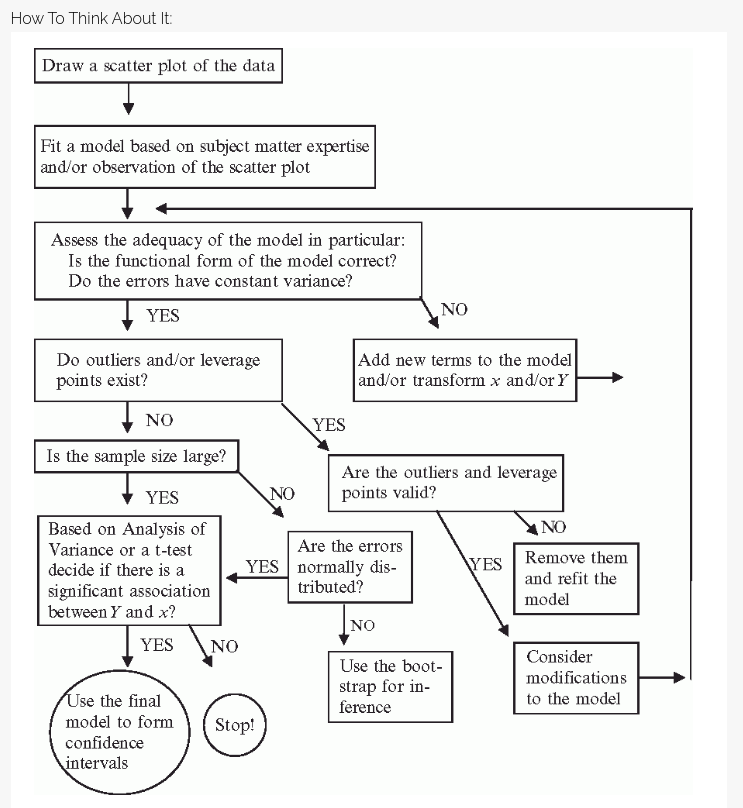 How To Think About It:
Draw a scatter plot of the data
Fit a model based on subject matter expertise
and/or observation of the scatter plot
Assess the adequacy of the model in particular:
Is the functional form of the model correct?
Do the errors have constant variance?
YES
NO
Do outliers and/or leverage
points exist?
Add new terms to the model
and/or transform x and/or Y
NO
YES
Is the sample size large?
Are the outliers and leverage
points valid?
YES
NO
NO
Based on Analysis of
Variance or a t-test
decide if there is a
significant association
between Y and x?
YES
Are the errors
normally dis-
tributed?
YES
Remove them
and refit the
model
NO
YES
NO
Use the boot-
strap for in-
ference
Consider
modifications
to the model
Use the final
model to form
confidence
intervals
Stop!